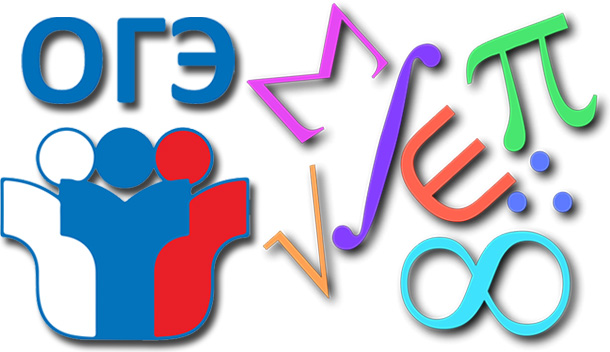 ОГЭ
Σ
∫
π
√
∈
∴
∞